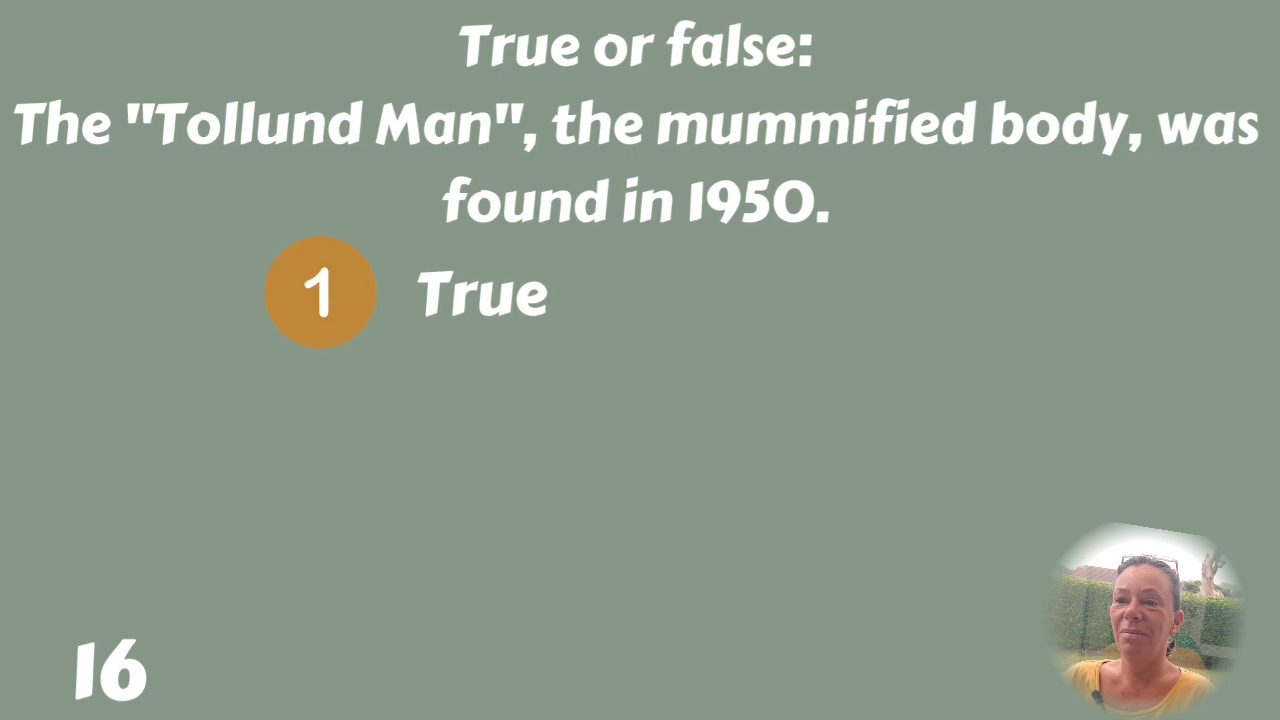 True or false:
The "Tollund Man", the mummified body, was
found in 1950.
1 True
16